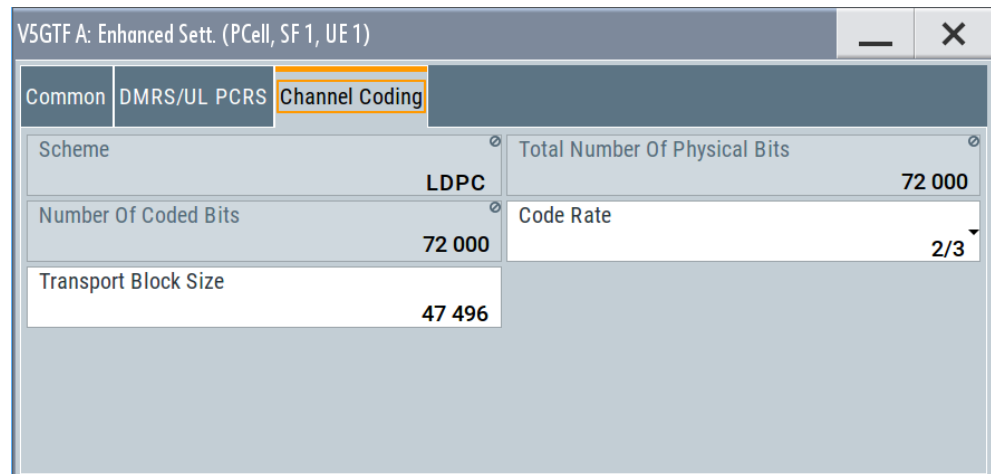 V5GTF A: Enhanced Sett. (PCell, SF 1, UE 1)
Common DMRS/UL PCRS Channel Coding
Scheme
LDPC
Total Number Of Physical Bits
72 000
Number Of Coded Bits
72 000
Code Rate
2/3
Transport Block Size
47 496